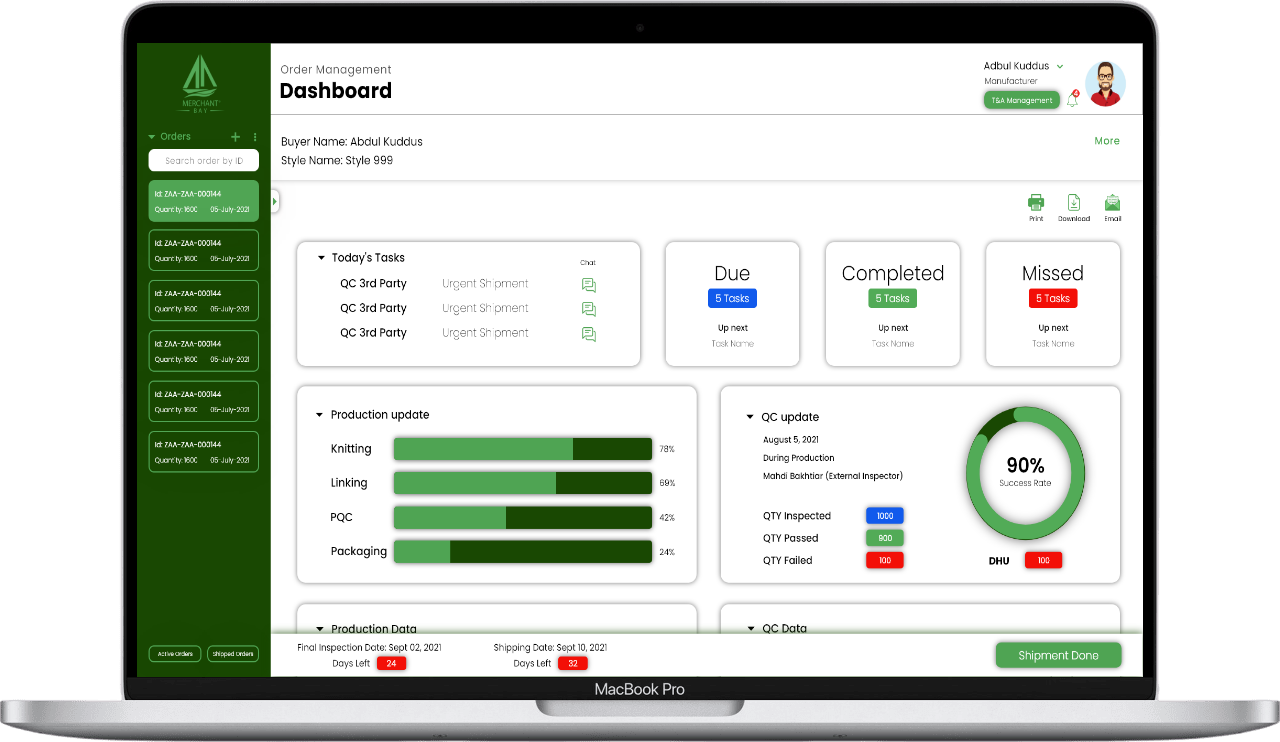 MERCHANT
BAY
Orders
Search order by ID
Id: ZAA-ZAA-000144
Quantity: 1600 05-July-2021
Id: ZAA-ZAA-000144
Quantity: 1600 05-July-2021
Id: ZAA-ZAA-000144
Quantity: 1600 05-July-2021
Id: ZAA-ZAA-000144
Quantity: 1600 05-July-2021
Id: ZAA-ZAA-000144
Quantity: 1600 05-July-2021
Id: ZAA-ZAA-000144
Quantity: 1600 05-July-2021
Active Orders Shipped Orders
Order Management
Dashboard
Adbul Kuddus
Manufacturer
T&A Management 4
Buyer Name: Abdul Kuddus
Style Name: Style 999
More
Print Download Email
Today's Tasks Chat
QC 3rd Party Urgent Shipment
QC 3rd Party Urgent Shipment
QC 3rd Party Urgent Shipment
Due
5 Tasks
Up next
Task Name
Completed
5 Tasks
Up next
Task Name
Missed
5 Tasks
Up next
Task Name
Production update
Knitting 78%
Linking 69%
PQC 42%
Packaging 24%
QC update
August 5, 2021
During Production
Mahdi Bakhtiar (External Inspector)
QTY Inspected 1000
QTY Passed 900
QTY Failed 100
90%
Success Rate
DHU 100
Production Data
QC Data
Final Inspection Date: Sept 02, 2021
Days Left 24
Shipping Date: Sept 10, 2021
Days Left 32
Shipment Done
MacBook Pro